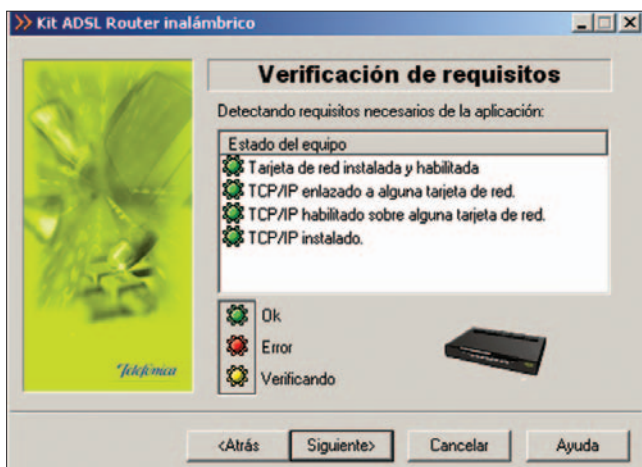 Kit ADSL Router inalámbrico
Verificación de requisitos
Detectando requisitos necesarios de la aplicación:
Estado del equipo
Tarjeta de red instalada y habilitada
TCP/IP enlazado a alguna tarjeta de red.
TCP/IP habilitado sobre alguna tarjeta de red.
TCP/IP instalado.
Ok
Error
Verificando
Telefónica
<Atrás
Siguiente>
Cancelar
Ayuda